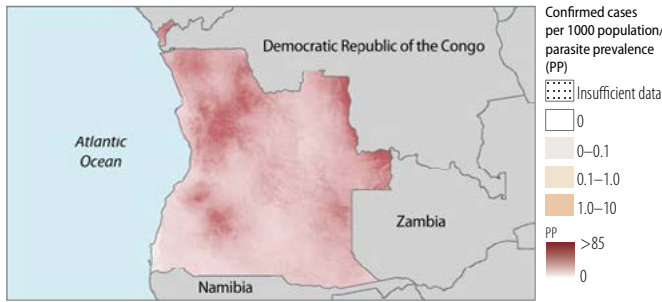 Democratic Republic of the Congo
Atlantic
Ocean
Zambia
Namibia
Confirmed cases
per 1000 population/
parasite prevalence
(PP)
Insufficient data
0
0–0.1
0.1–1.0
1.0–10
PP
>85
0